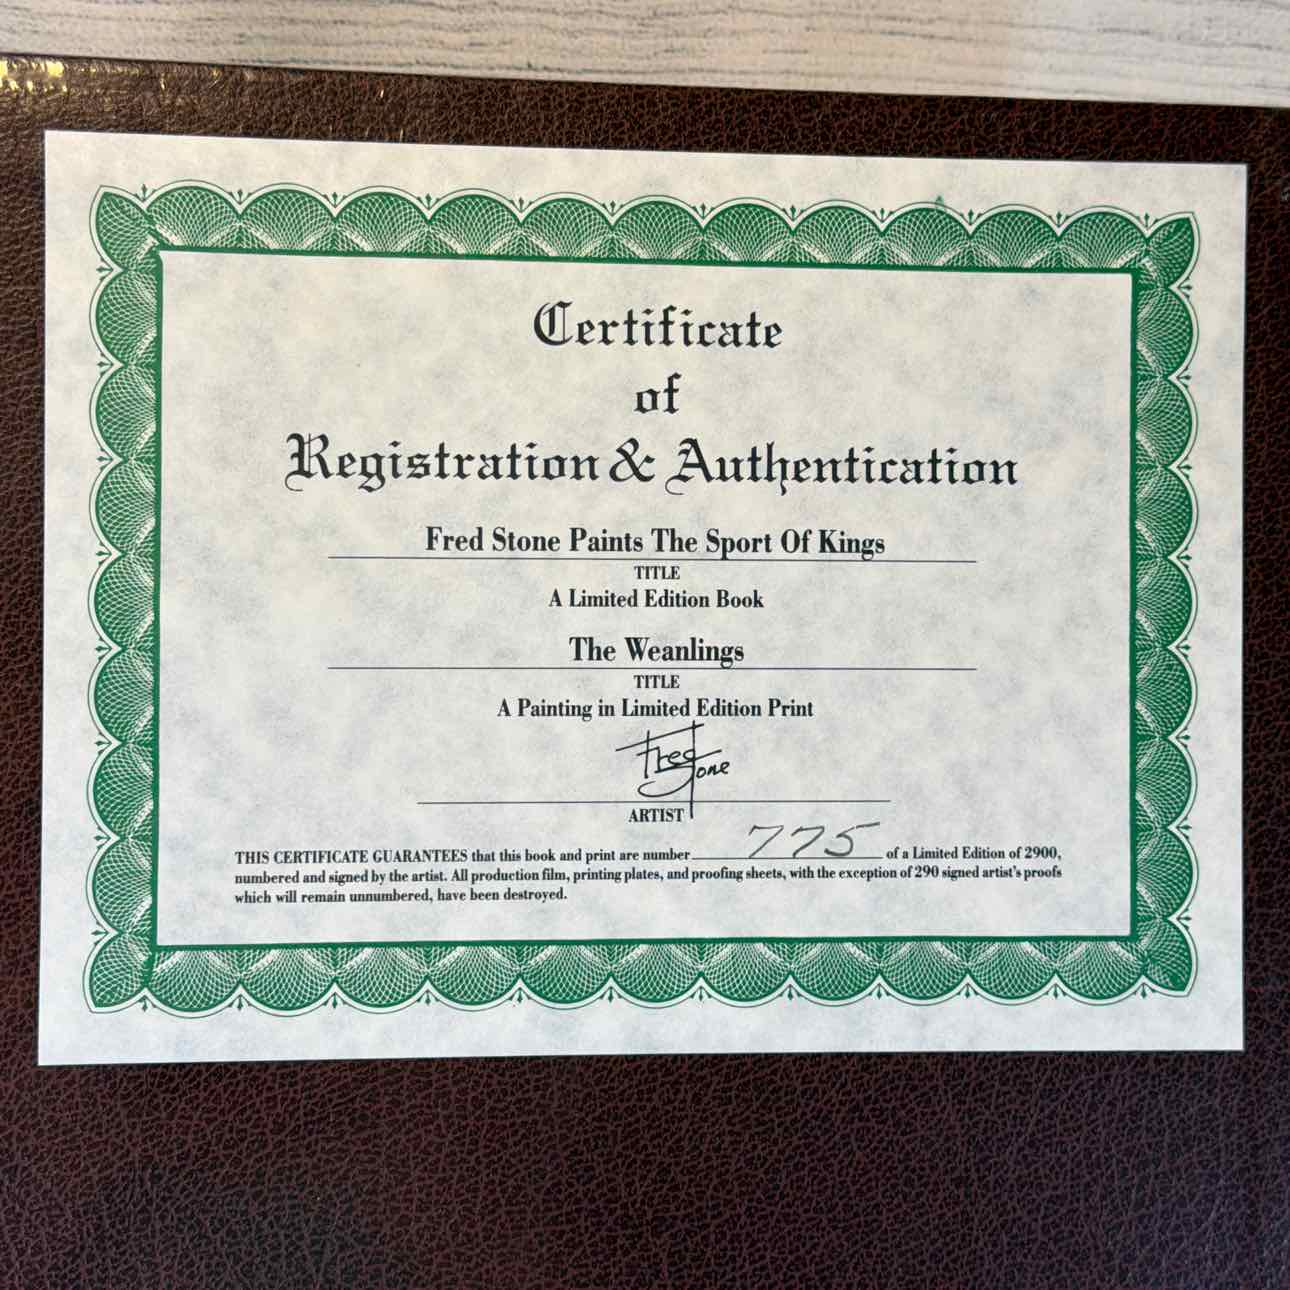 Certificate
of
Registration & Authentication
Fred Stone Paints The Sport Of Kings
TITLE
A Limited Edition Book
The Weanlings
TITLE
A Painting in Limited Edition Print
Fred Stone
ARTIST
THIS CERTIFICATE GUARANTEES that this book and print are number 775 of a Limited Edition of 2900,
numbered and signed by the artist. All production film, printing plates, and proofing sheets, with the exception of 290 signed artist's proofs
which will remain unnumbered, have been destroyed.